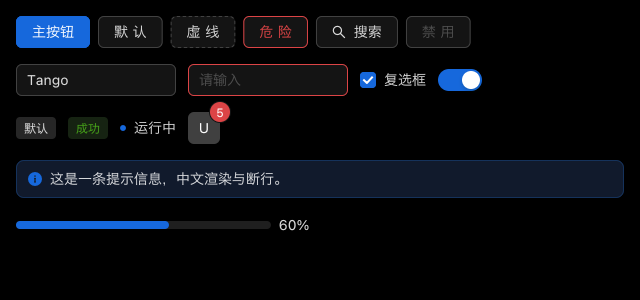 主按钮 默认 虚线 危险 搜索 禁用
Tango 请输入 复选框
默认 成功 运行中 U 5
这是一条提示信息，中文渲染与断行。
60%